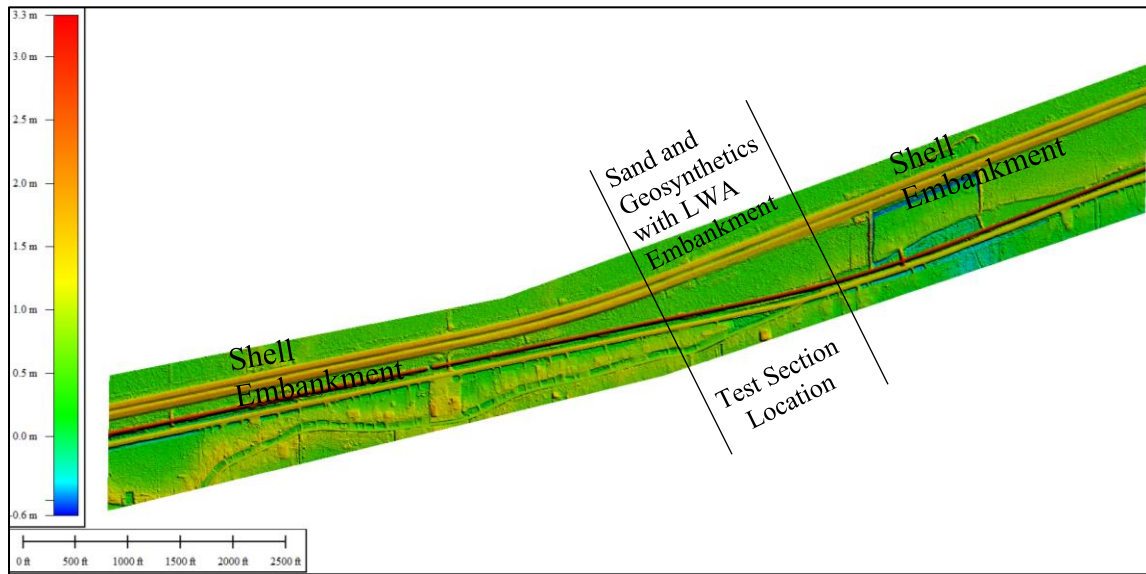 3.3 m
3.0 m
2.5 m
2.0 m
1.5 m
1.0 m
0.5 m
0.0 m
-0.6 m
0 ft 500 ft 1000 ft 1500 ft 2000 ft 2500 ft
Shell
Embankment
Sand and
Geosynthetics
with LWA
Embankment
Shell
Embankment
Test Section
Location